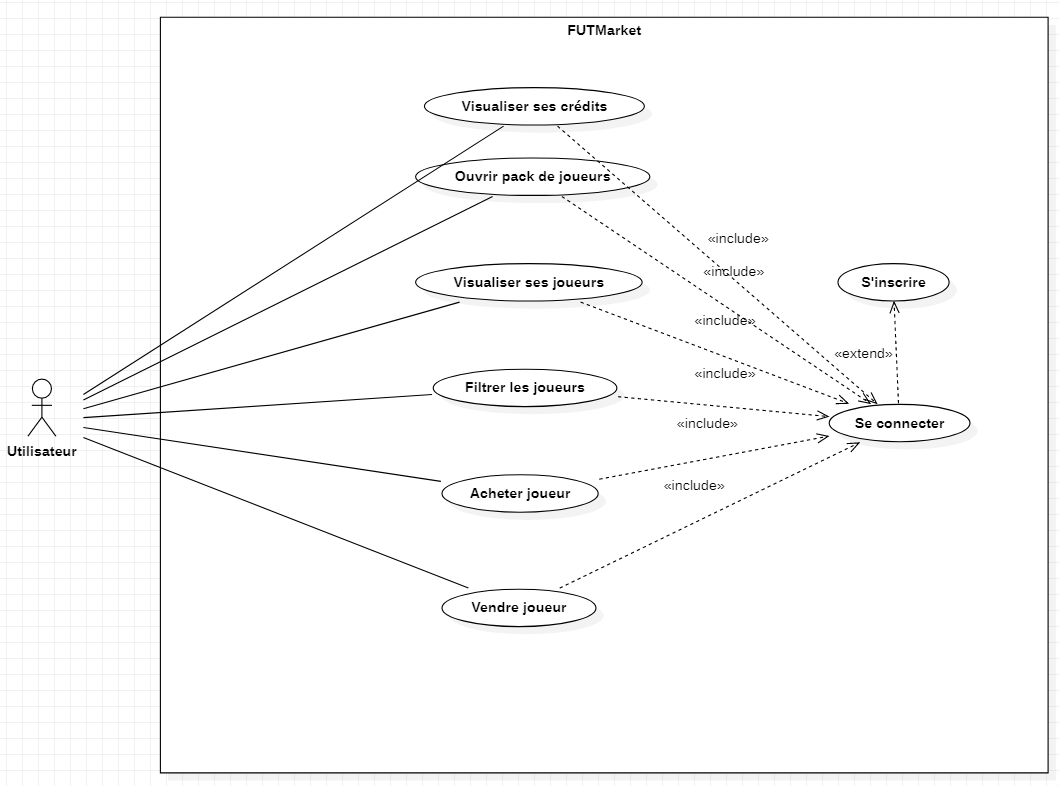 FUTMarket
Visualiser ses crédits
Ouvrir pack de joueurs
«include»
«include»
Visualiser ses joueurs
S'inscrire
«include»
«extend»
«include»
Filtrer les joueurs
«include»
Se connecter
Utilisateur
«include»
Acheter joueur
Vendre joueur